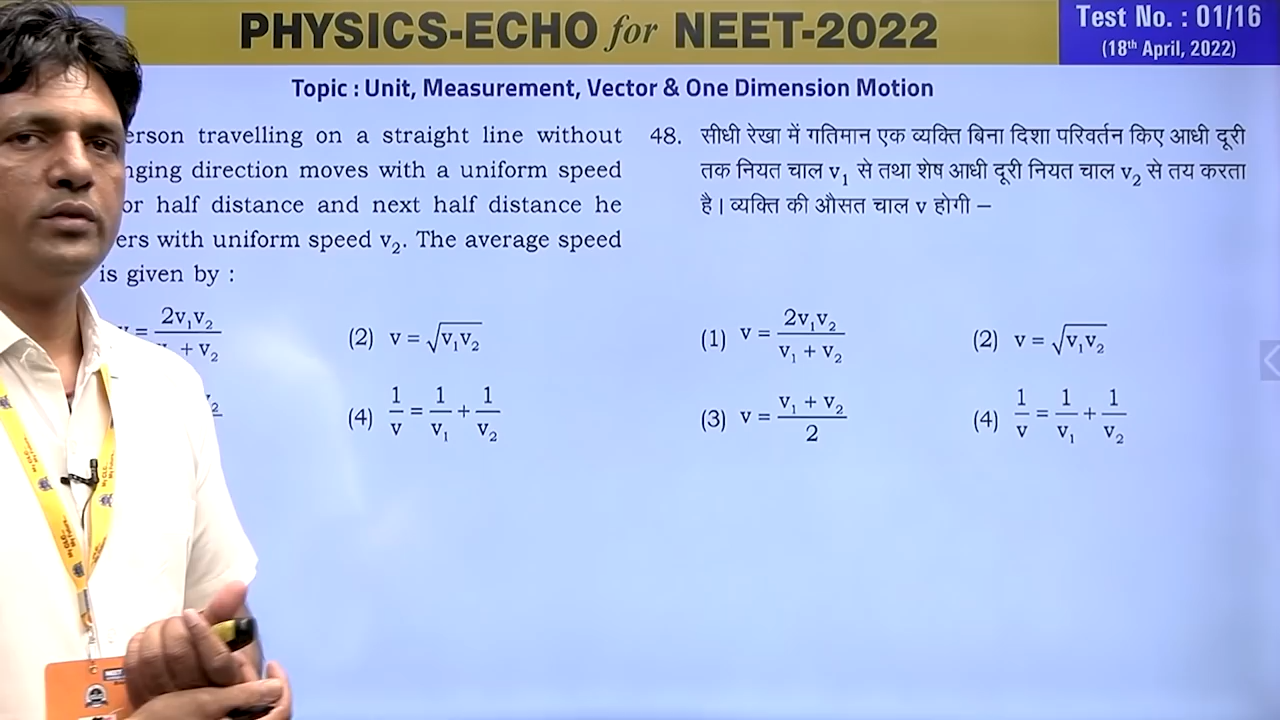 PHYSICS-ECHO for NEET-2022
Test No. : 01/16
(18th April, 2022)
Topic : Unit, Measurement, Vector & One Dimension Motion
travelling on a straight line without
direction moves with a uniform speed
half distance and next half distance he
with uniform speed v₂. The average speed
is given by :
= 2v₁v₂ / + v₂
(2) v = √v₁v₂
(4) 1/v = 1/v₁ + 1/v₂
48. सीधी रेखा में गतिमान एक व्यक्ति बिना दिशा परिवर्तन किए आधी दूरी
तक नियत चाल v₁ से तथा शेष आधी दूरी नियत चाल v₂ से तय करता
है। व्यक्ति की औसत चाल v होगी –
(1) v = 2v₁v₂ / v₁ + v₂
(2) v = √v₁v₂
(3) v = v₁ + v₂ / 2
(4) 1/v = 1/v₁ + 1/v₂
NEET